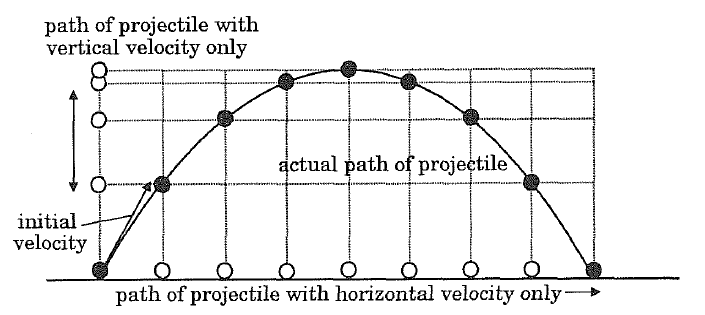 path of projectile with
vertical velocity only
actual path of projectile
initial
velocity
path of projectile with horizontal velocity only